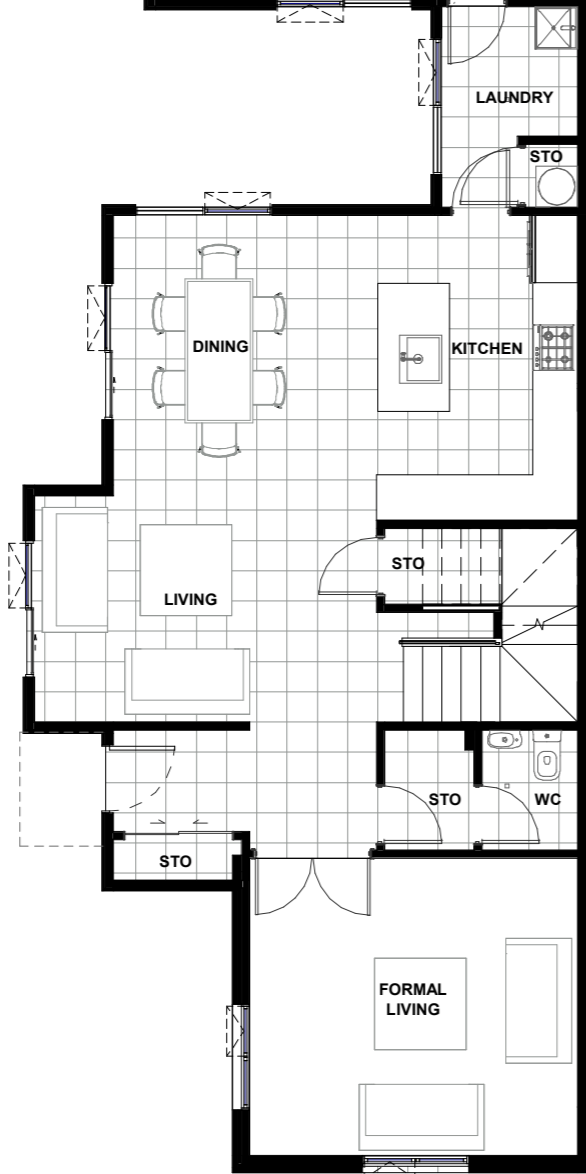 LAUNDRY
STO
DINING
KITCHEN
STO
LIVING
N
STO
WC
STO
FORMAL
LIVING